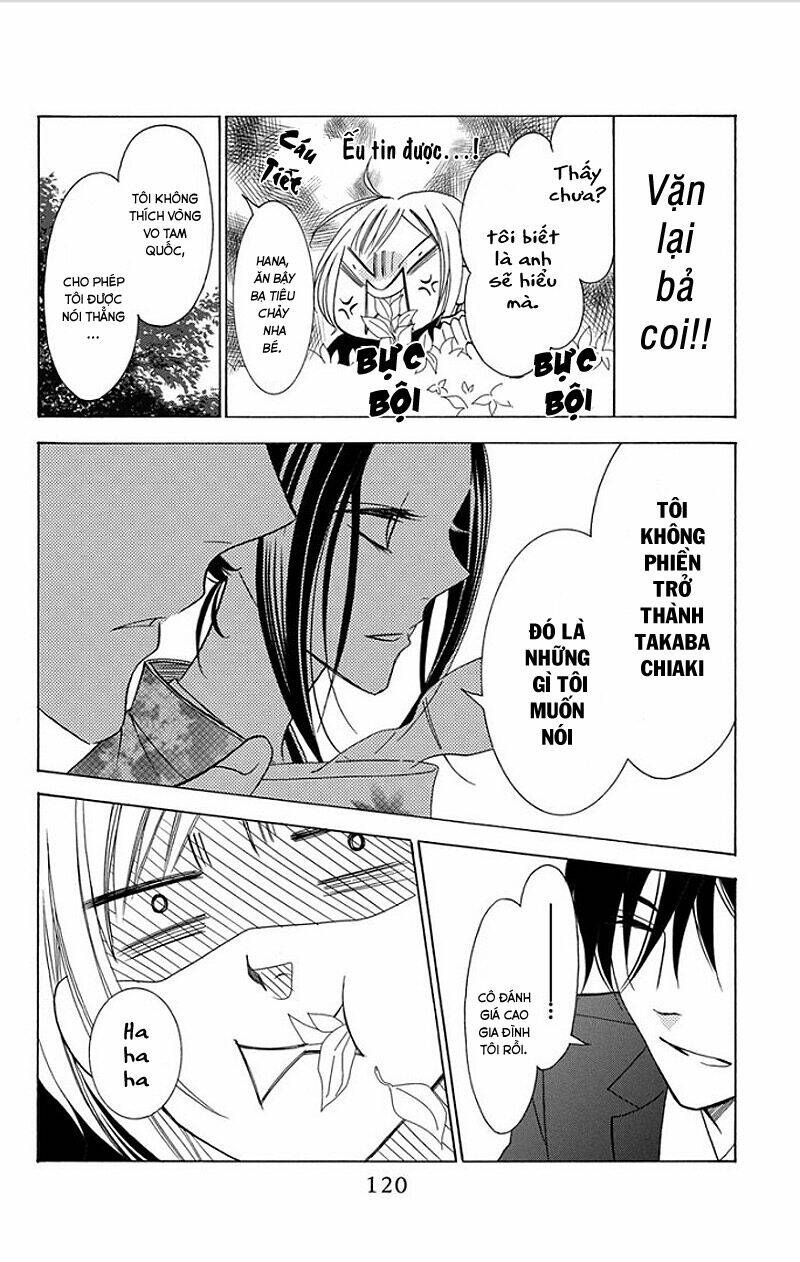 Vặn
lại
bả
coi!!
Thấy
chưa?
tôi biết
là anh
sẽ hiểu
mà.
Ếu tin được...!
Cáu
Tiết
HANA,
ĂN BẬY
BẠ TIÊU
CHẢY
NHA
BÉ.
BỰC
BỘI
BỰC
BỘI
TÔI KHÔNG
THÍCH VÒNG
VO TAM
QUỐC,
CHO PHÉP
TÔI ĐƯỢC
NÓI THẲNG
...
TÔI
KHÔNG
PHIỀN
TRỞ
THÀNH
TAKABA
CHIAKI
ĐÓ LÀ
NHỮNG
GÌ TÔI
MUỐN
NÓI
CÔ ĐÁNH
GIÁ CAO
GIA ĐÌNH
TÔI RỒI.
Ha
ha
ha
120